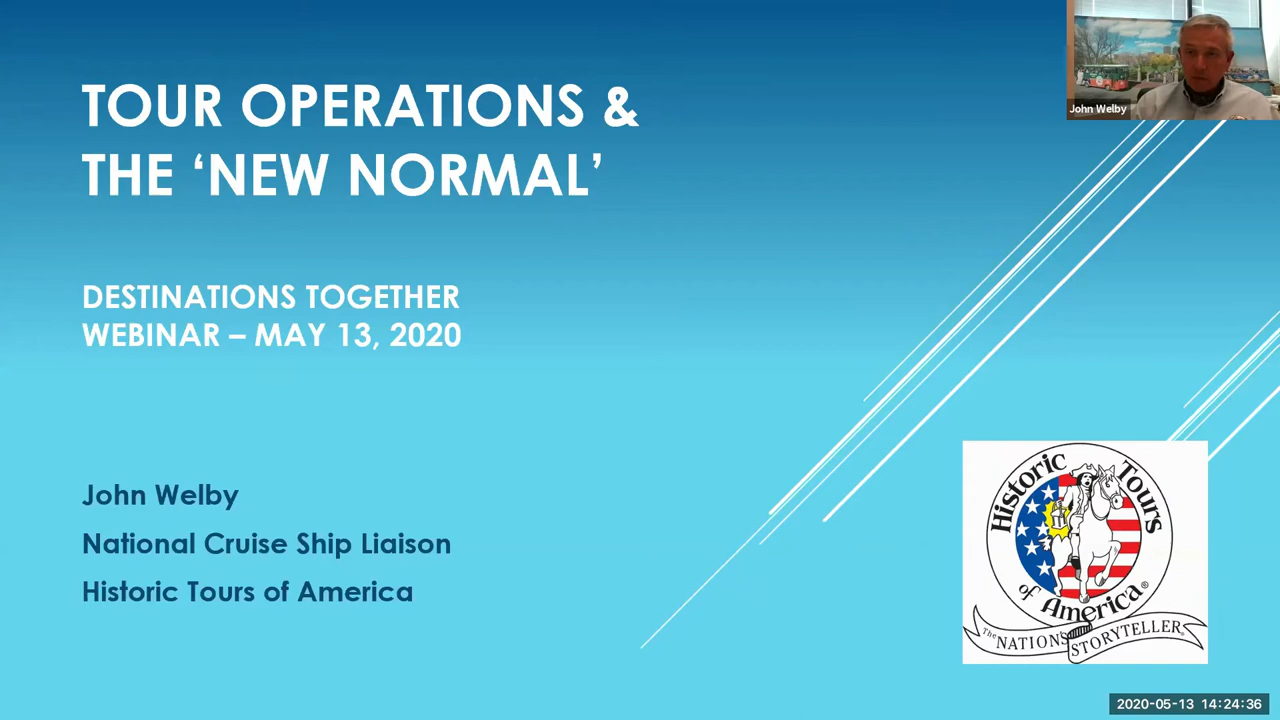 TOUR OPERATIONS &
THE ‘NEW NORMAL’
DESTINATIONS TOGETHER
WEBINAR – MAY 13, 2020
John Welby
National Cruise Ship Liaison
Historic Tours of America
John Welby
Historic Tours
of America®
The NATION'S STORYTELLER®
2020-05-13 14:24:36